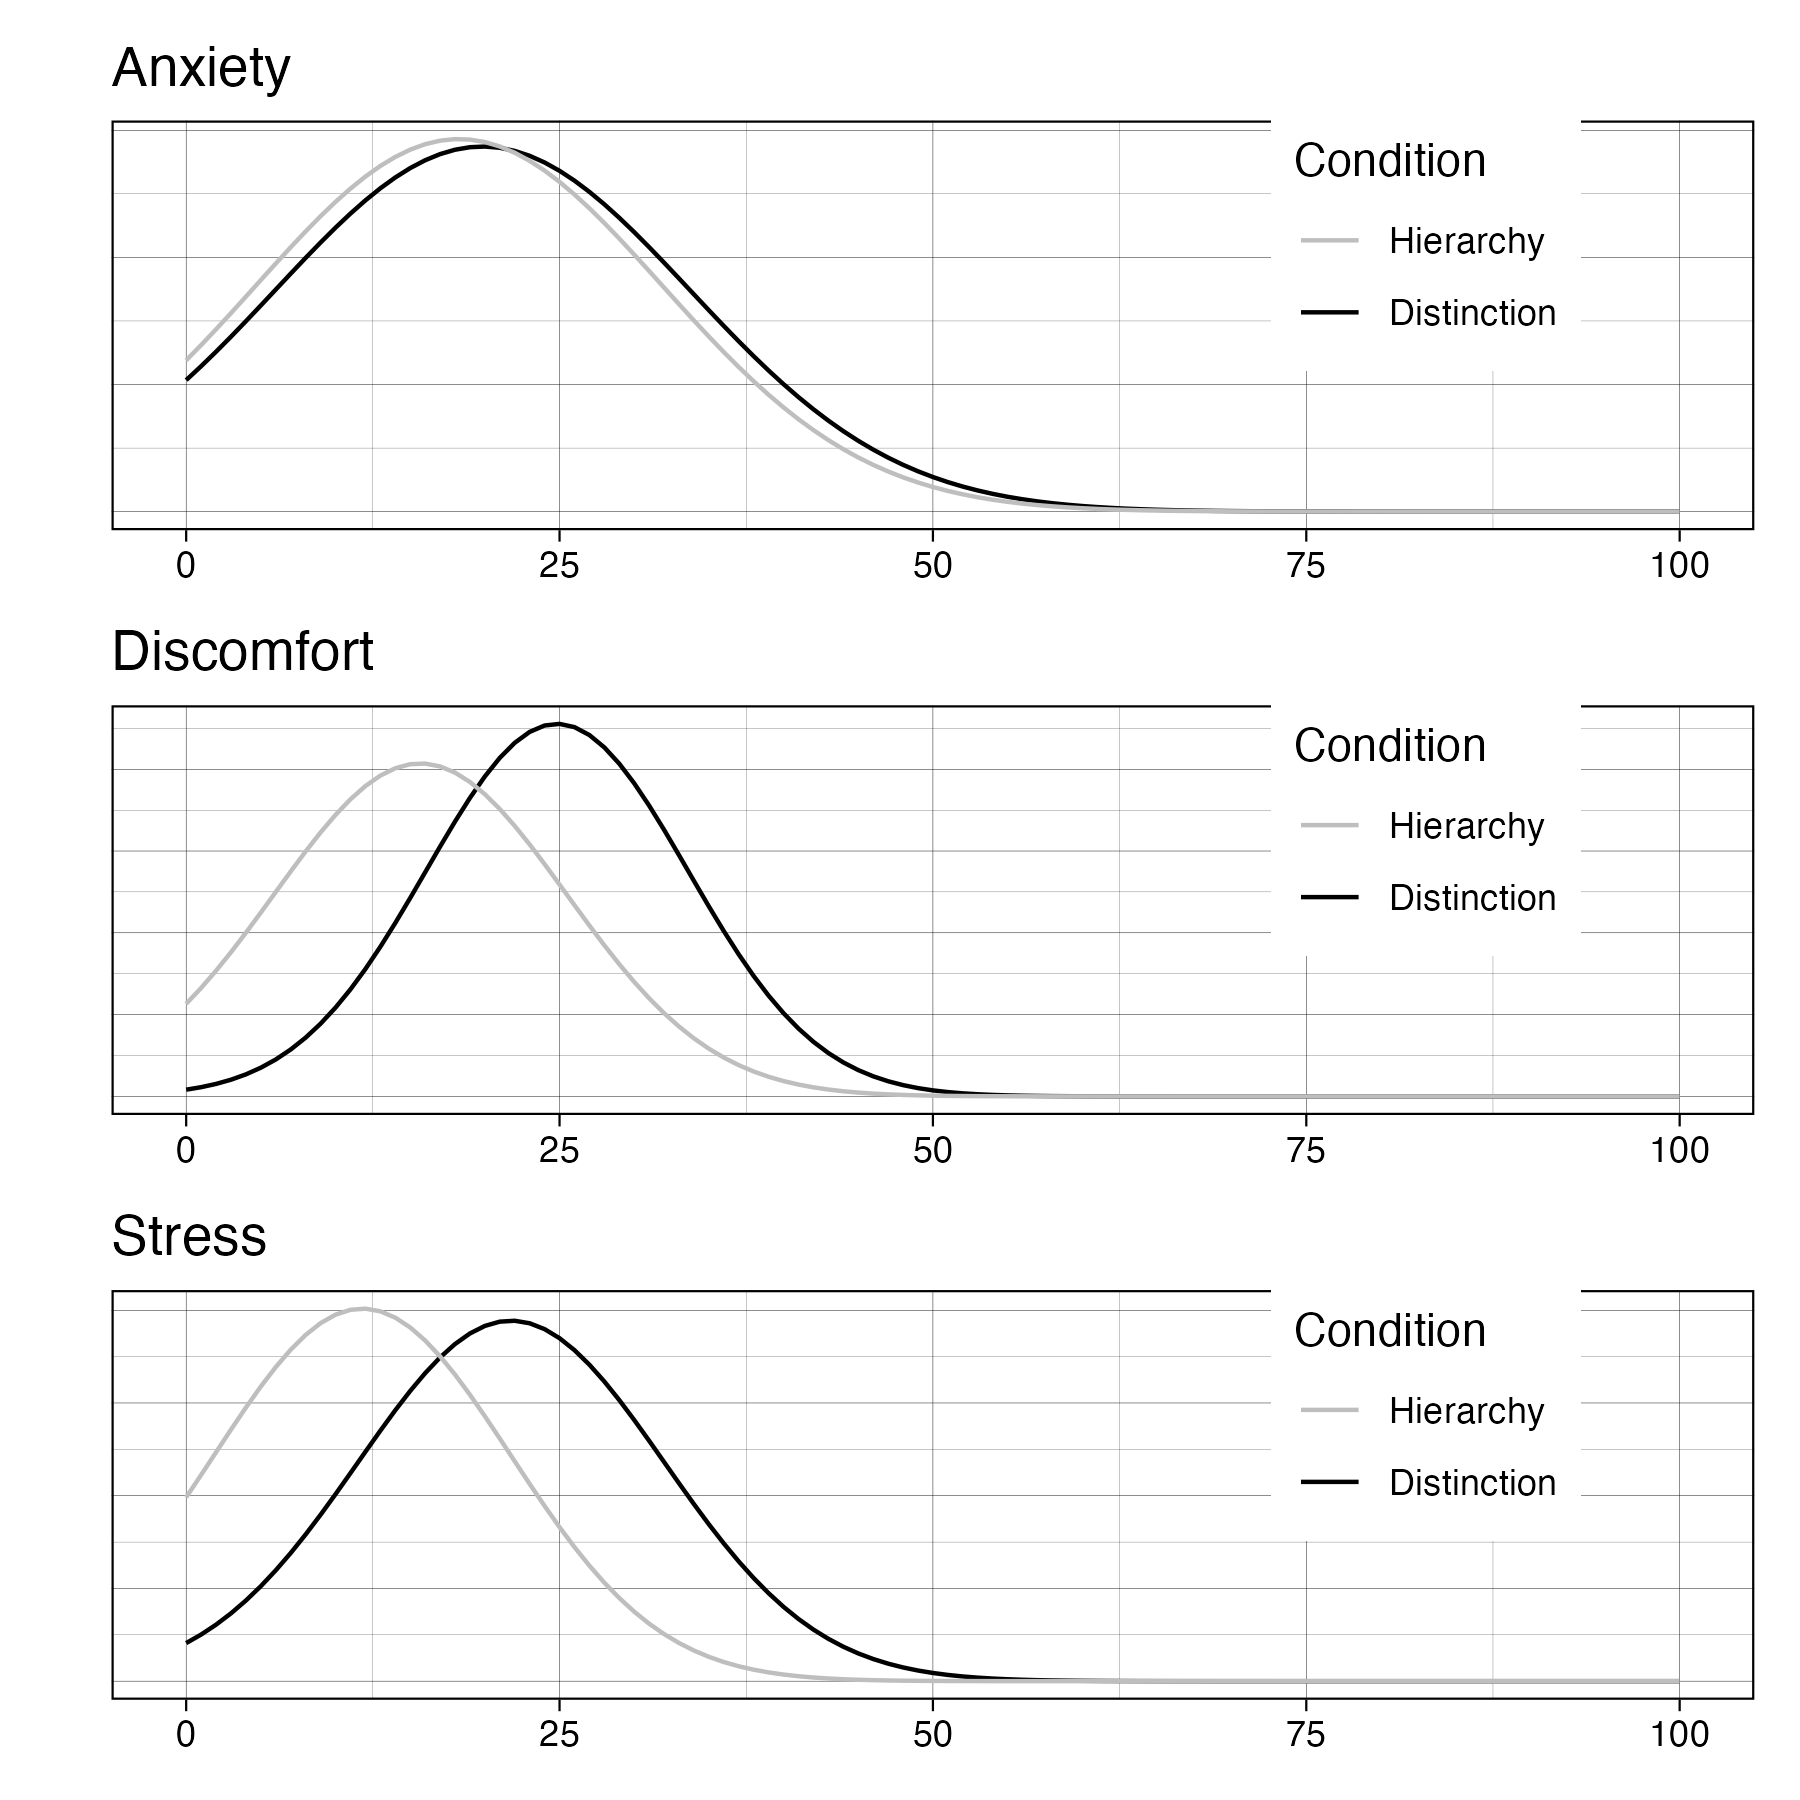 Anxiety
Condition
Hierarchy
Distinction
0 25 50 75 100
Discomfort
Condition
Hierarchy
Distinction
0 25 50 75 100
Stress
Condition
Hierarchy
Distinction
0 25 50 75 100